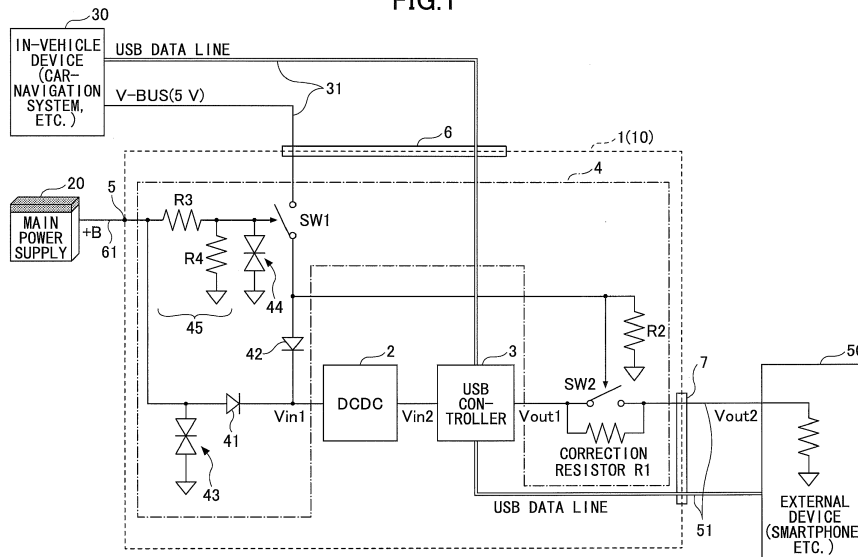 FIG.1
30
IN-VEHICLE
DEVICE
(CAR-
NAVIGATION
SYSTEM,
ETC.)
USB DATA LINE
31
V-BUS(5 V)
6
1(10)
4
20
MAIN
POWER
SUPPLY
+B
61
5
R3
R4
SW1
44
45
42
41
43
Vin1
2
DCDC
Vin2
3
USB
CON-
TROLLER
Vout1
SW2
R2
CORRECTION
RESISTOR R1
7
Vout2
50
51
USB DATA LINE
EXTERNAL
DEVICE
(SMARTPHONE
ETC.)